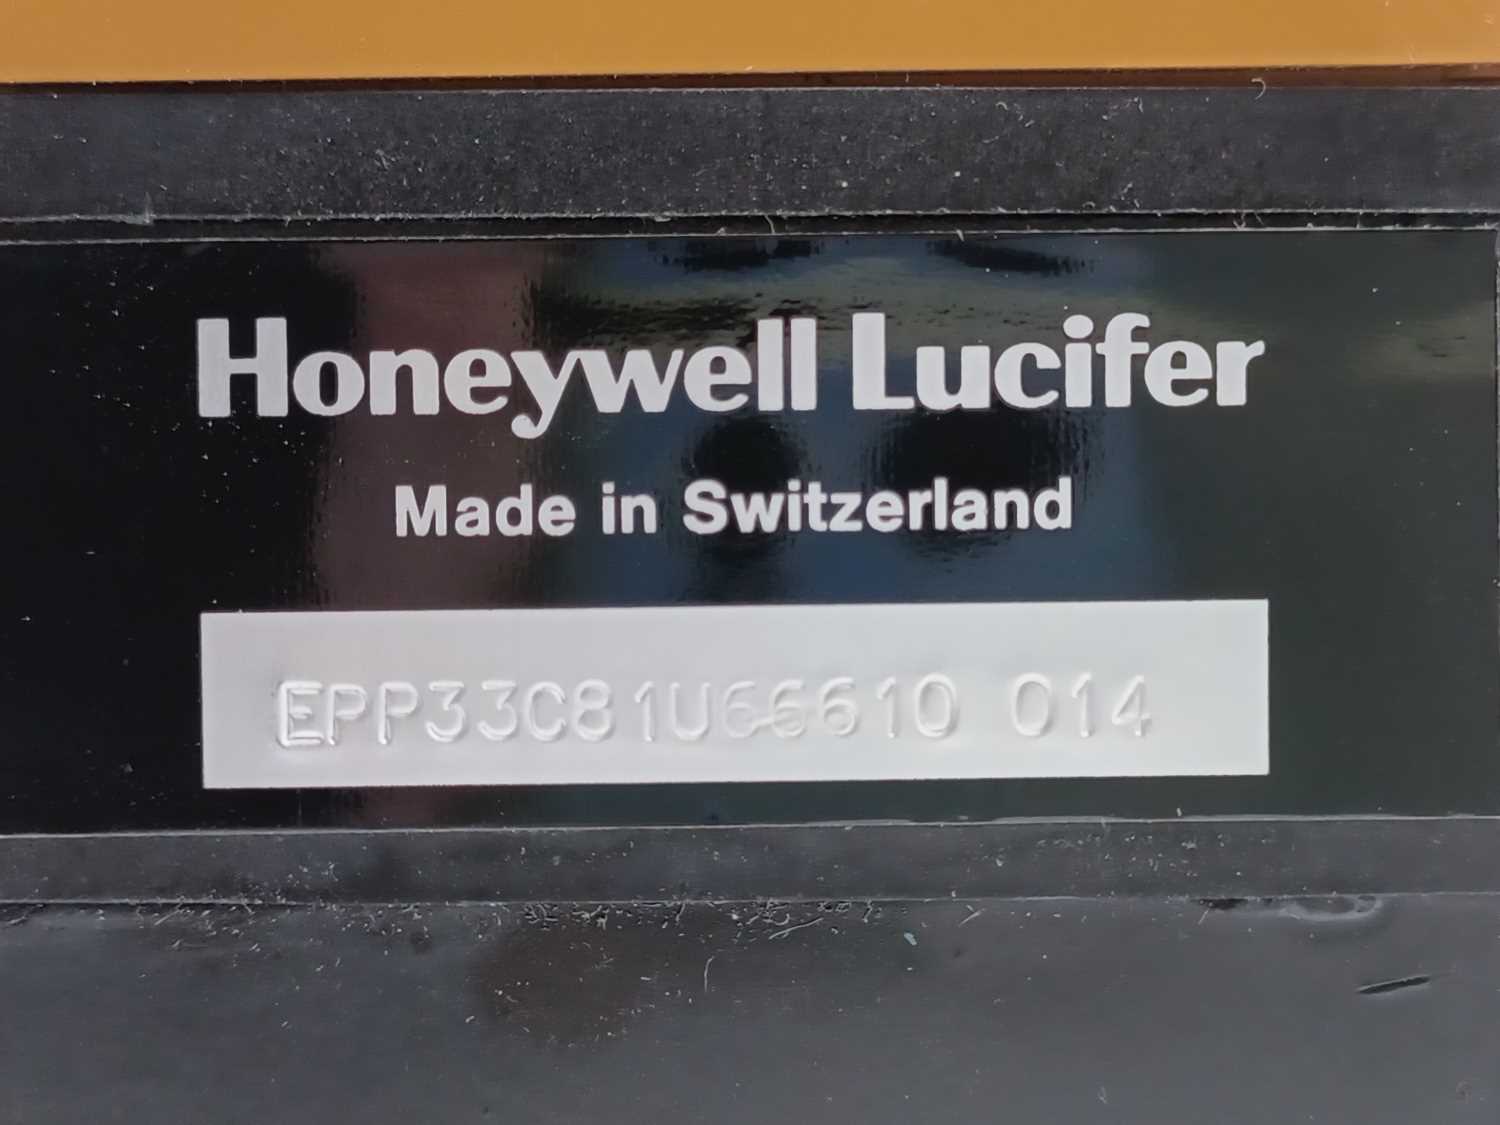 Honeywell Lucifer
Made in Switzerland
EPP33C81U66610 014